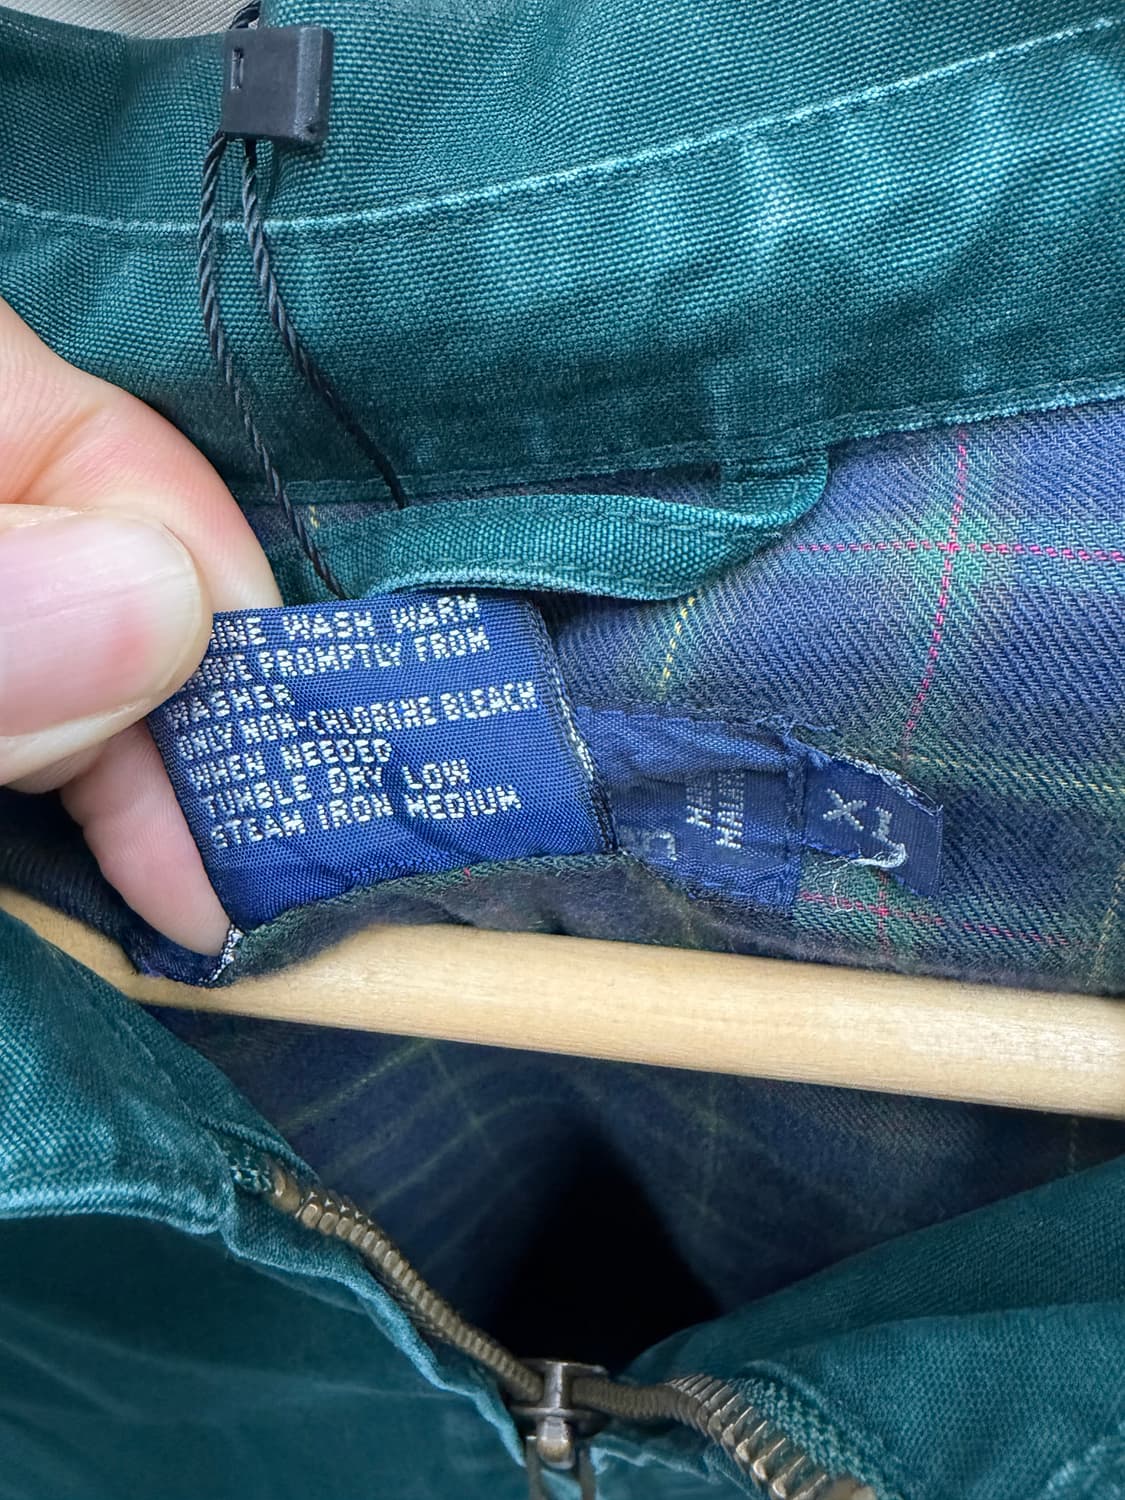 WASH WARM
PROMPTLY FROM
WASHER
ONLY NON-CHLORINE BLEACH
WHEN NEEDED
TUMBLE DRY LOW
STEAM IRON MEDIUM
XL